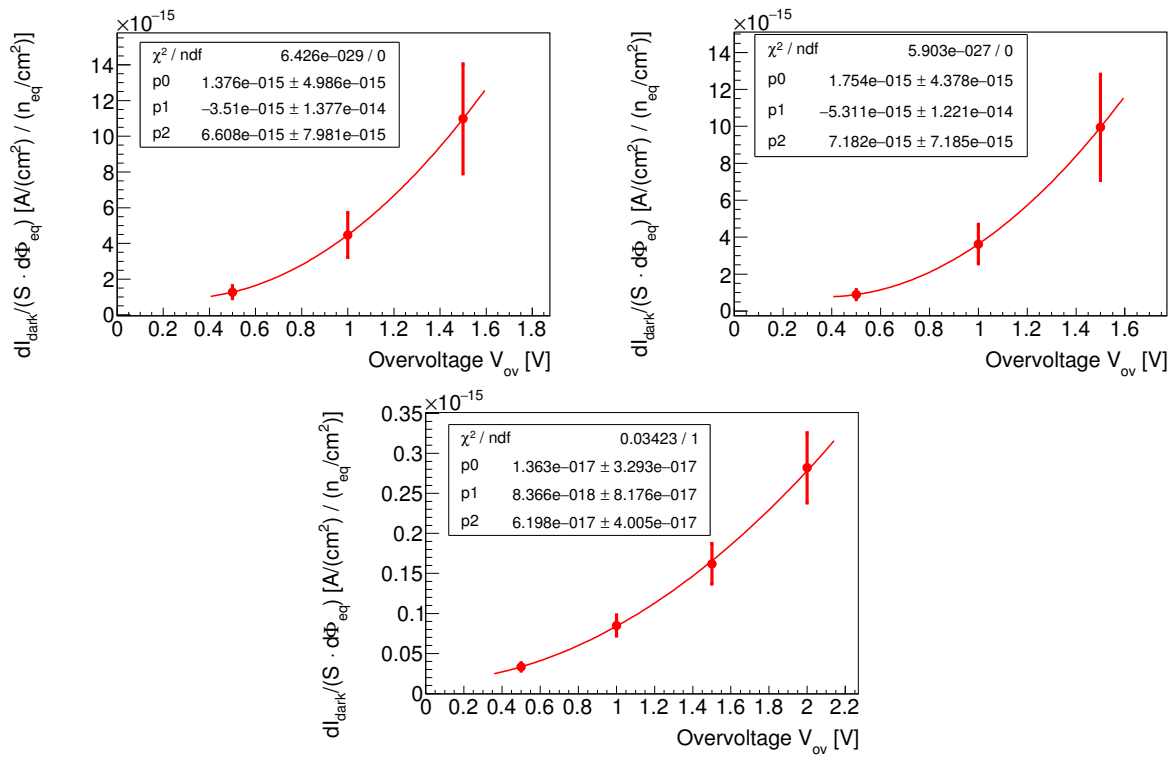 ×10⁻¹⁵
dI_dark/(S · dΦ_eq) [A/(cm²) / (n_eq/cm²)]
14
12
10
8
6
4
2
0
χ² / ndf 6.426e−029 / 0
p0 1.376e−015 ± 4.986e−015
p1 −3.51e−015 ± 1.377e−014
p2 6.608e−015 ± 7.981e−015
0 0.2 0.4 0.6 0.8 1 1.2 1.4 1.6 1.8
Overvoltage V_ov [V]
×10⁻¹⁵
dI_dark/(S · dΦ_eq) [A/(cm²) / (n_eq/cm²)]
14
12
10
8
6
4
2
0
χ² / ndf 5.903e−027 / 0
p0 1.754e−015 ± 4.378e−015
p1 −5.311e−015 ± 1.221e−014
p2 7.182e−015 ± 7.185e−015
0 0.2 0.4 0.6 0.8 1 1.2 1.4 1.6
Overvoltage V_ov [V]
×10⁻¹⁵
dI_dark/(S · dΦ_eq) [A/(cm²) / (n_eq/cm²)]
0.35
0.3
0.25
0.2
0.15
0.1
0.05
0
χ² / ndf 0.03423 / 1
p0 1.363e−017 ± 3.293e−017
p1 8.366e−018 ± 8.176e−017
p2 6.198e−017 ± 4.005e−017
0 0.2 0.4 0.6 0.8 1 1.2 1.4 1.6 1.8 2 2.2
Overvoltage V_ov [V]